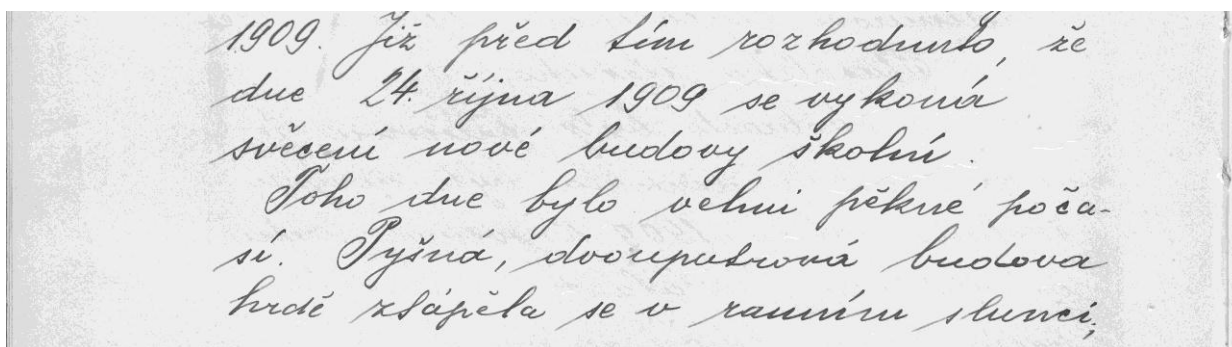 1909. Již před tím rozhodnuto, že
dne 24. října 1909 se vykoná
svěcení nové budovy školní.
Toho dne bylo velmi pěkné poča-
sí. Pyšná, dvoupatrová budova
hrdě zhlápěla se v ranním slunci,